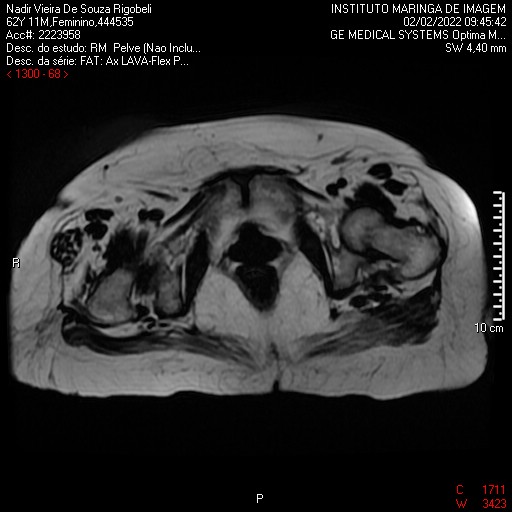 Nadir Vieira De Souza Rigobeli
62Y 11M,Feminino,444535
Acc#: 2223958
Desc. do estudo: RM Pelve (Nao Inclu...
Desc. da série: FAT: Ax LAVA-Flex P...
< 1300 - 68 >
INSTITUTO MARINGA DE IMAGEM
02/02/2022 09:45:42
GE MEDICAL SYSTEMS Optima M...
SW 4,40 mm
R
10 cm
P
C 1711
W 3423